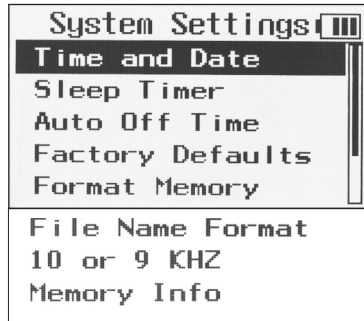 System Settings
Time and Date
Sleep Timer
Auto Off Time
Factory Defaults
Format Memory
File Name Format
10 or 9 KHZ
Memory Info